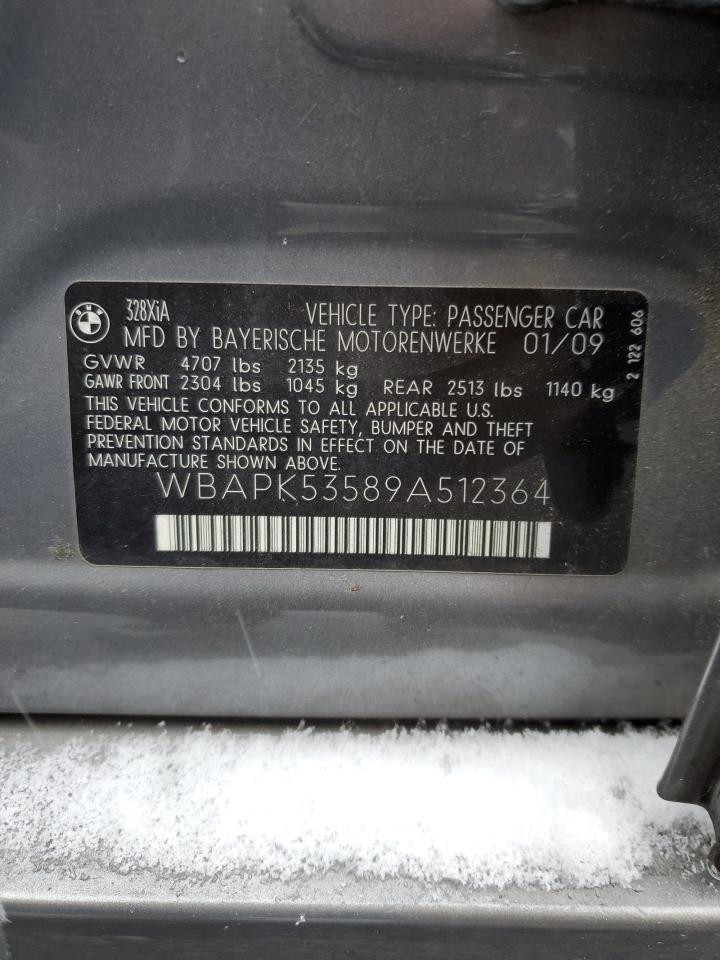 328XiA VEHICLE TYPE: PASSENGER CAR
MFD BY BAYERISCHE MOTORENWERKE 01/09
GVWR 4707 lbs 2135 kg
GAWR FRONT 2304 lbs 1045 kg REAR 2513 lbs 1140 kg
THIS VEHICLE CONFORMS TO ALL APPLICABLE U.S.
FEDERAL MOTOR VEHICLE SAFETY, BUMPER AND THEFT
PREVENTION STANDARDS IN EFFECT ON THE DATE OF
MANUFACTURE SHOWN ABOVE.
WBAPK53589A512364
2 122 606